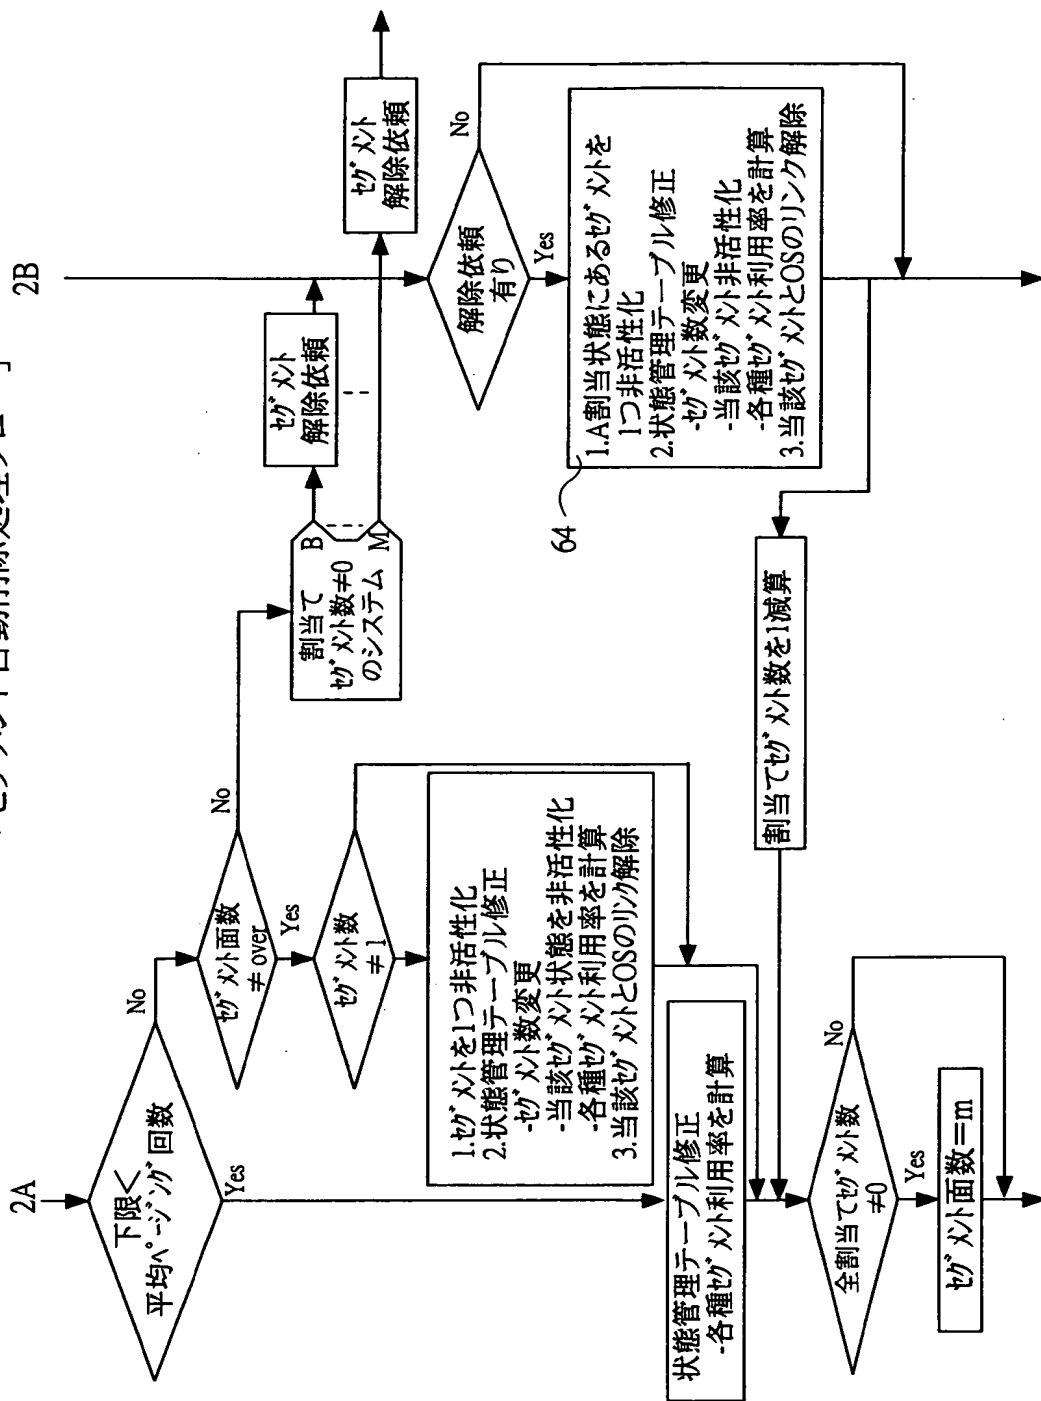 2A
下限<
平均ページング回数
No
Yes
セグメント面数
≠over
No
Yes
セグメント数
≠1
1.セグメントを1つ非活性化
2.状態管理テーブル修正
-セグメント数変更
-当該セグメント状態を非活性化
-各種セグメント利用率を計算
3.当該セグメントとOSのリンク解除
状態管理テーブル修正
-各種セグメント利用率を計算
全割当てセグメント数
≠0
No
Yes
セグメント面数=m
割当て
セグメント数≠0
のシステム
B
M
セグメント
解除依頼
セグメント
解除依頼
2B
解除依頼
有り
No
Yes
64
1.A割当状態にあるセグメントを
1つ非活性化
2.状態管理テーブル修正
-セグメント数変更
-当該セグメント非活性化
-各種セグメント利用率を計算
3.当該セグメントとOSのリンク解除
割当てセグメント数を1減算